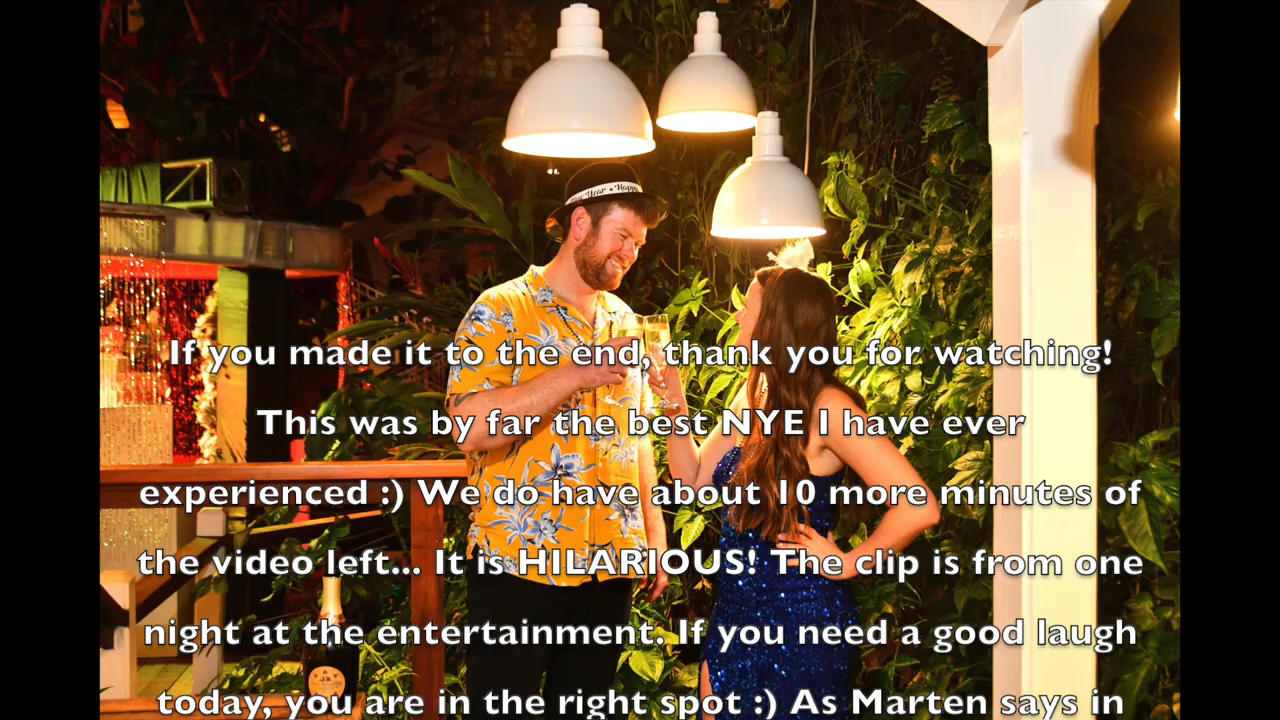 Year • Happy
If you made it to the end, thank you for watching!
This was by far the best NYE I have ever
experienced :) We do have about 10 more minutes of
the video left... It is HILARIOUS! The clip is from one
night at the entertainment. If you need a good laugh
today, you are in the right spot :) As Marten says in